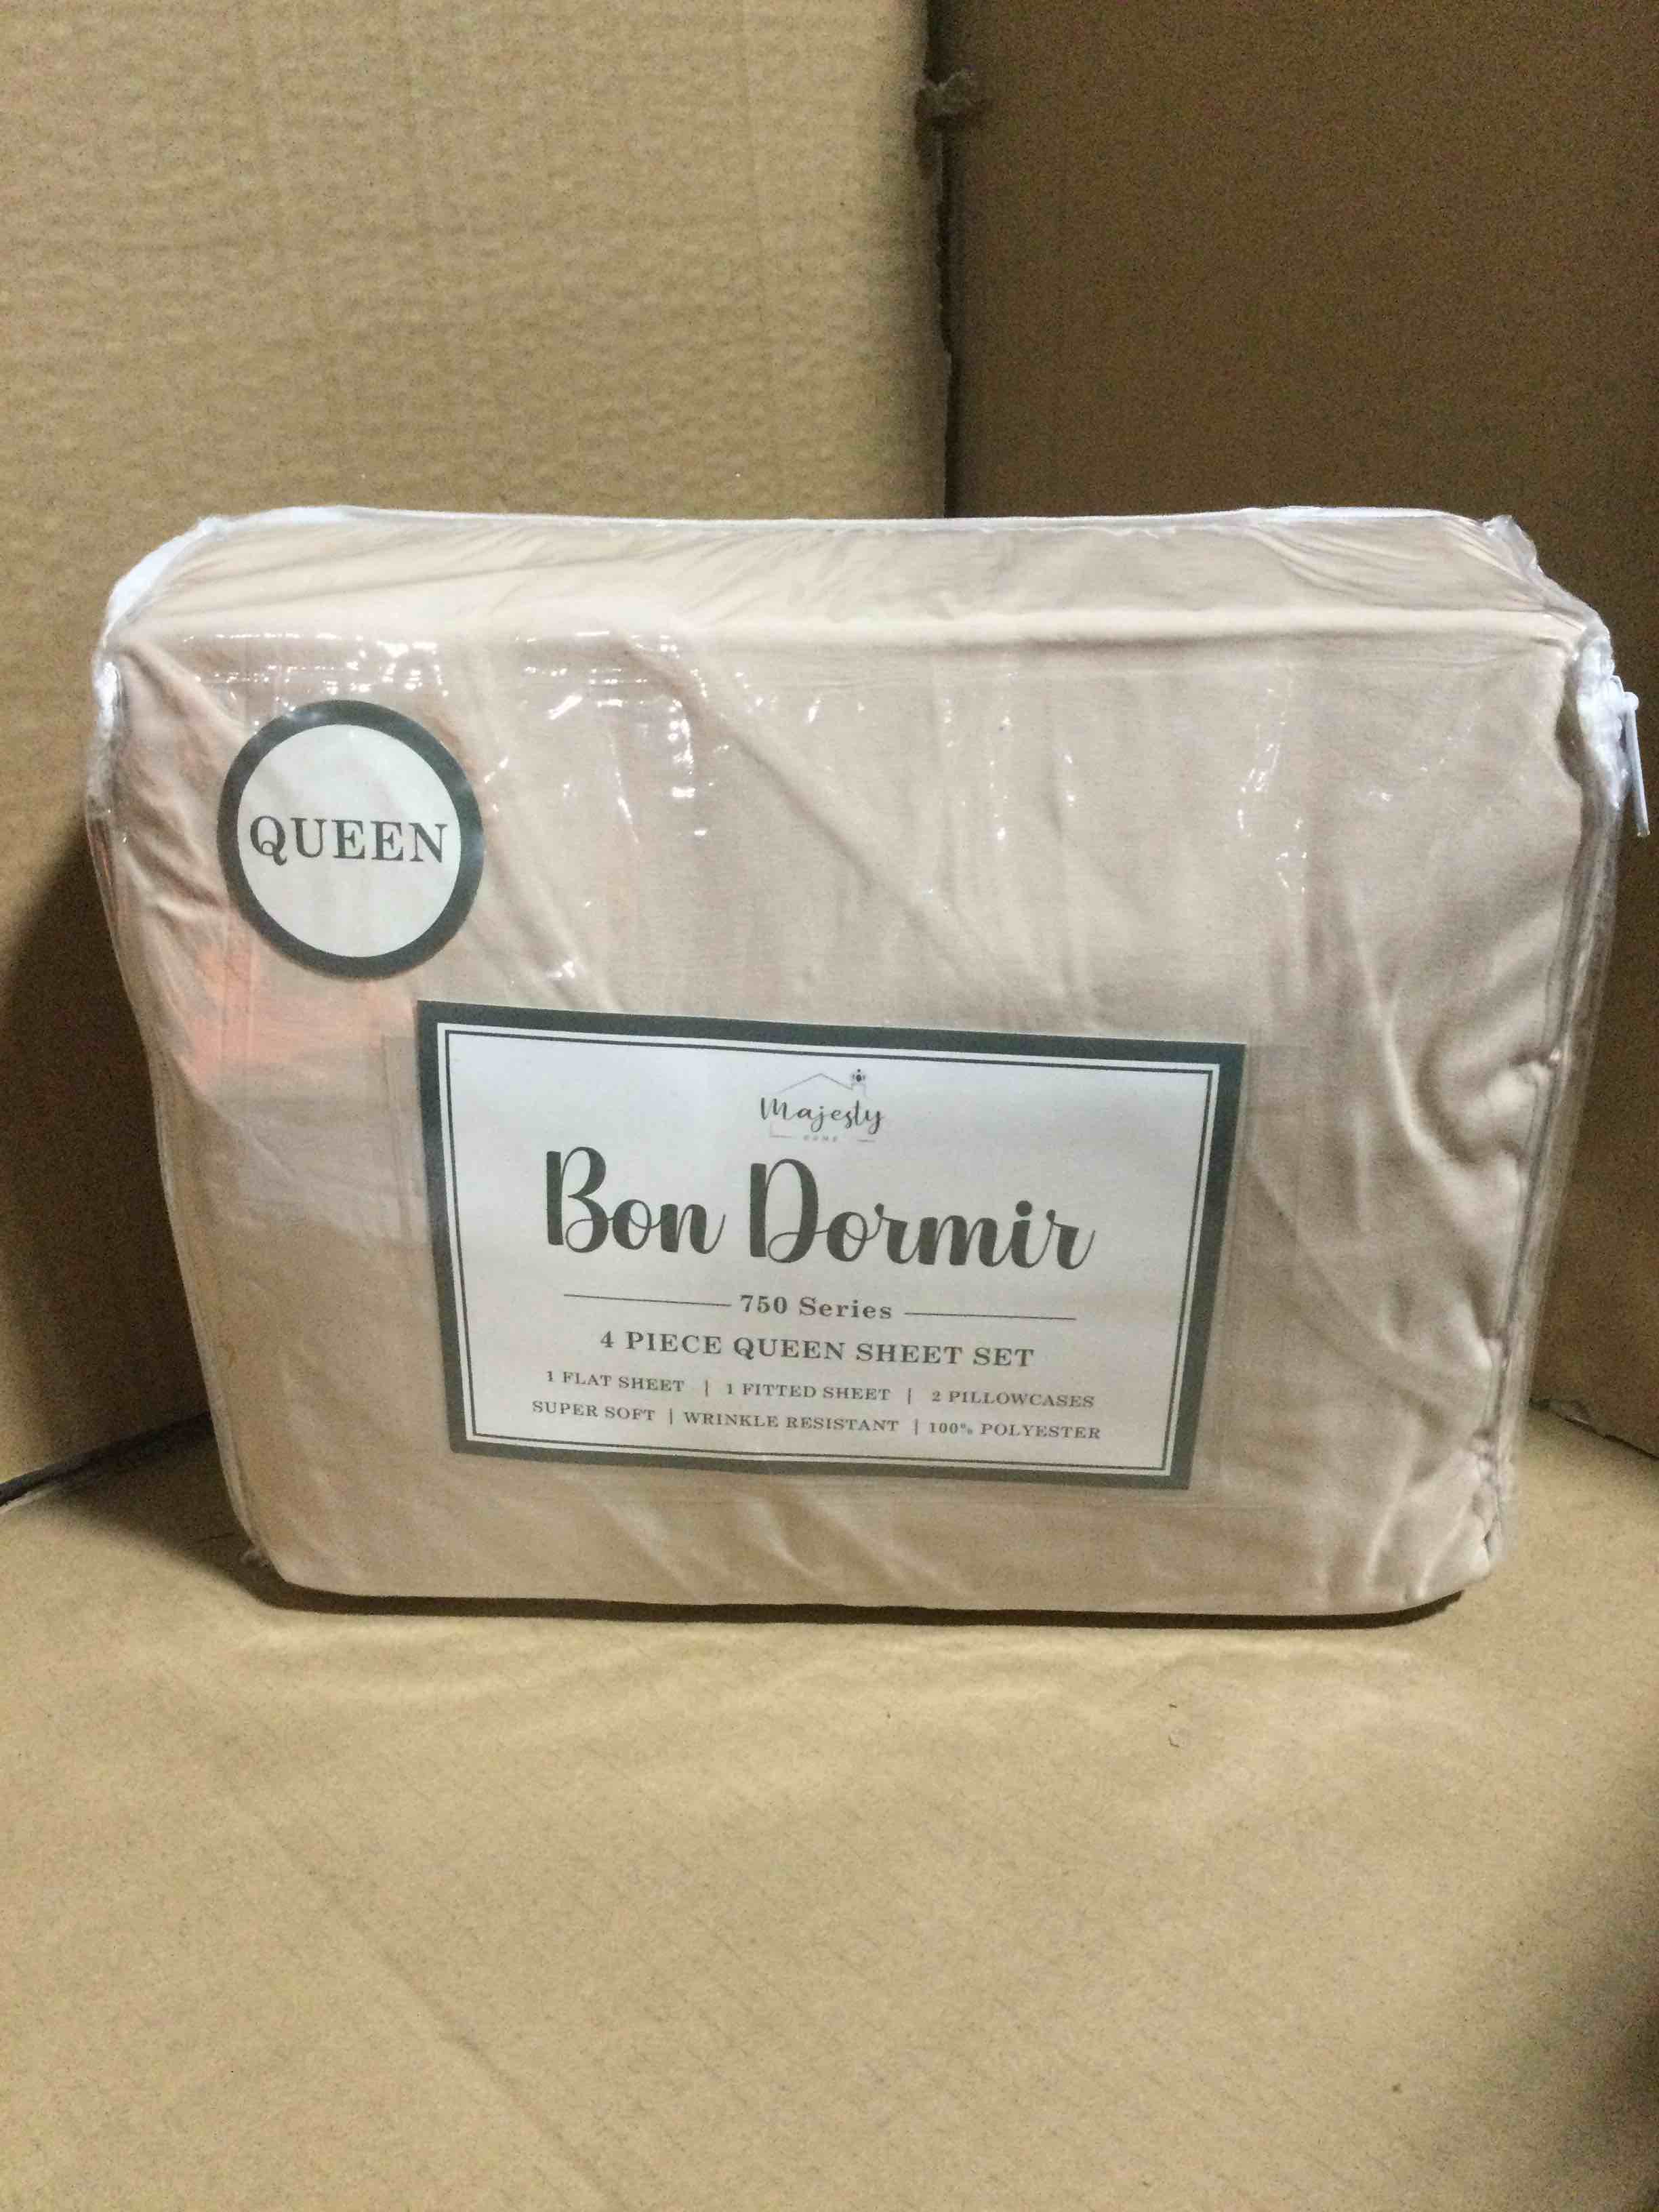 QUEEN
Majesty
HOME
Bon Dormir
750 Series
4 PIECE QUEEN SHEET SET
1 FLAT SHEET | 1 FITTED SHEET | 2 PILLOWCASES
SUPER SOFT | WRINKLE RESISTANT | 100% POLYESTER